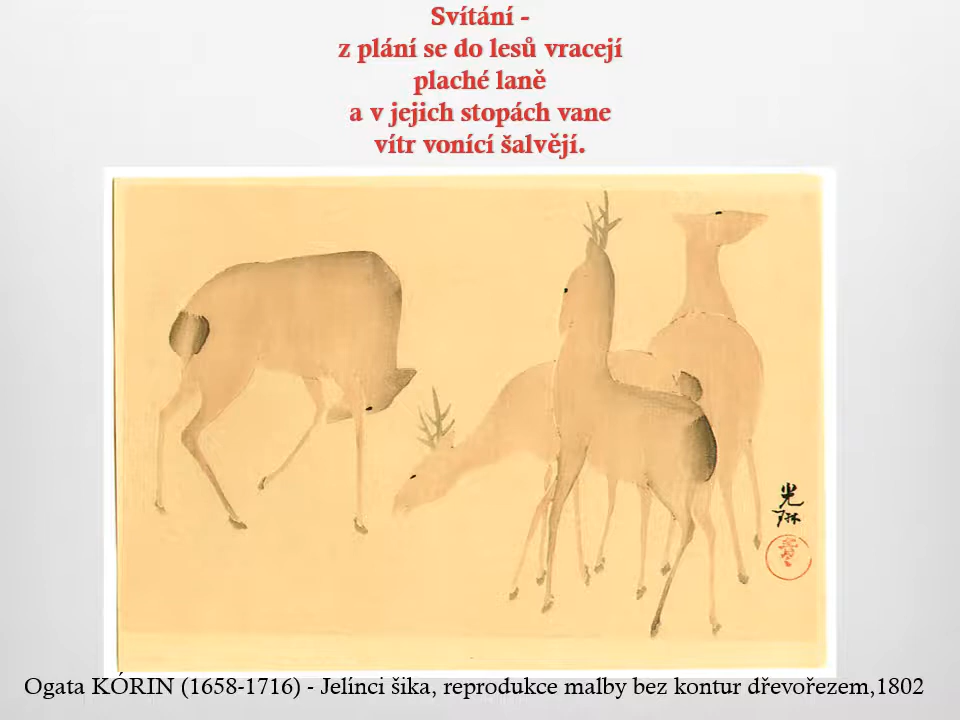 Svítání -
z plání se do lesů vracejí
plaché laně
a v jejich stopách vane
vítr vonící šalvějí.
光
琳
Ogata KÓRIN (1658-1716) - Jelínci šika, reprodukce malby bez kontur dřevořezem,1802